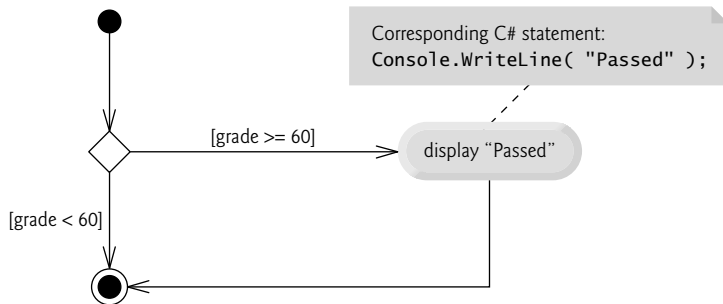 Corresponding C# statement:
Console.WriteLine( "Passed" );
[grade >= 60]
display “Passed”
[grade < 60]